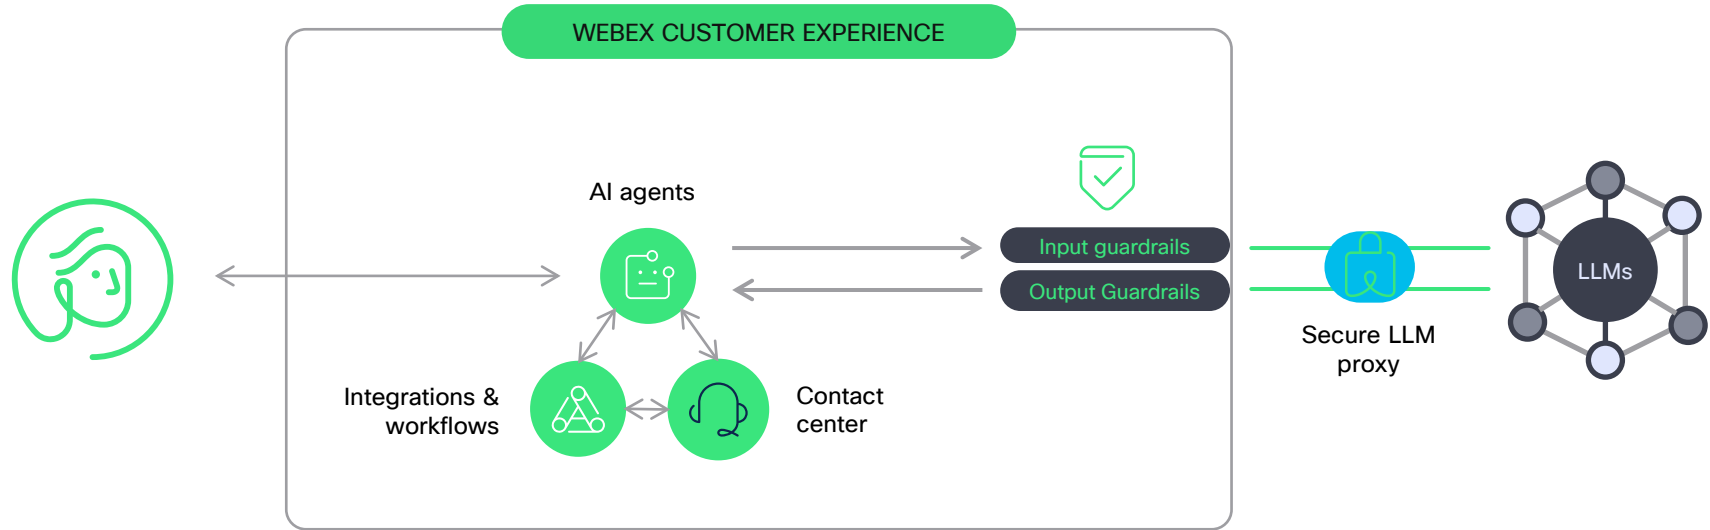 WEBEX CUSTOMER EXPERIENCE
AI agents
Input guardrails
Output Guardrails
LLMs
Secure LLM
proxy
Integrations &
workflows
Contact
center